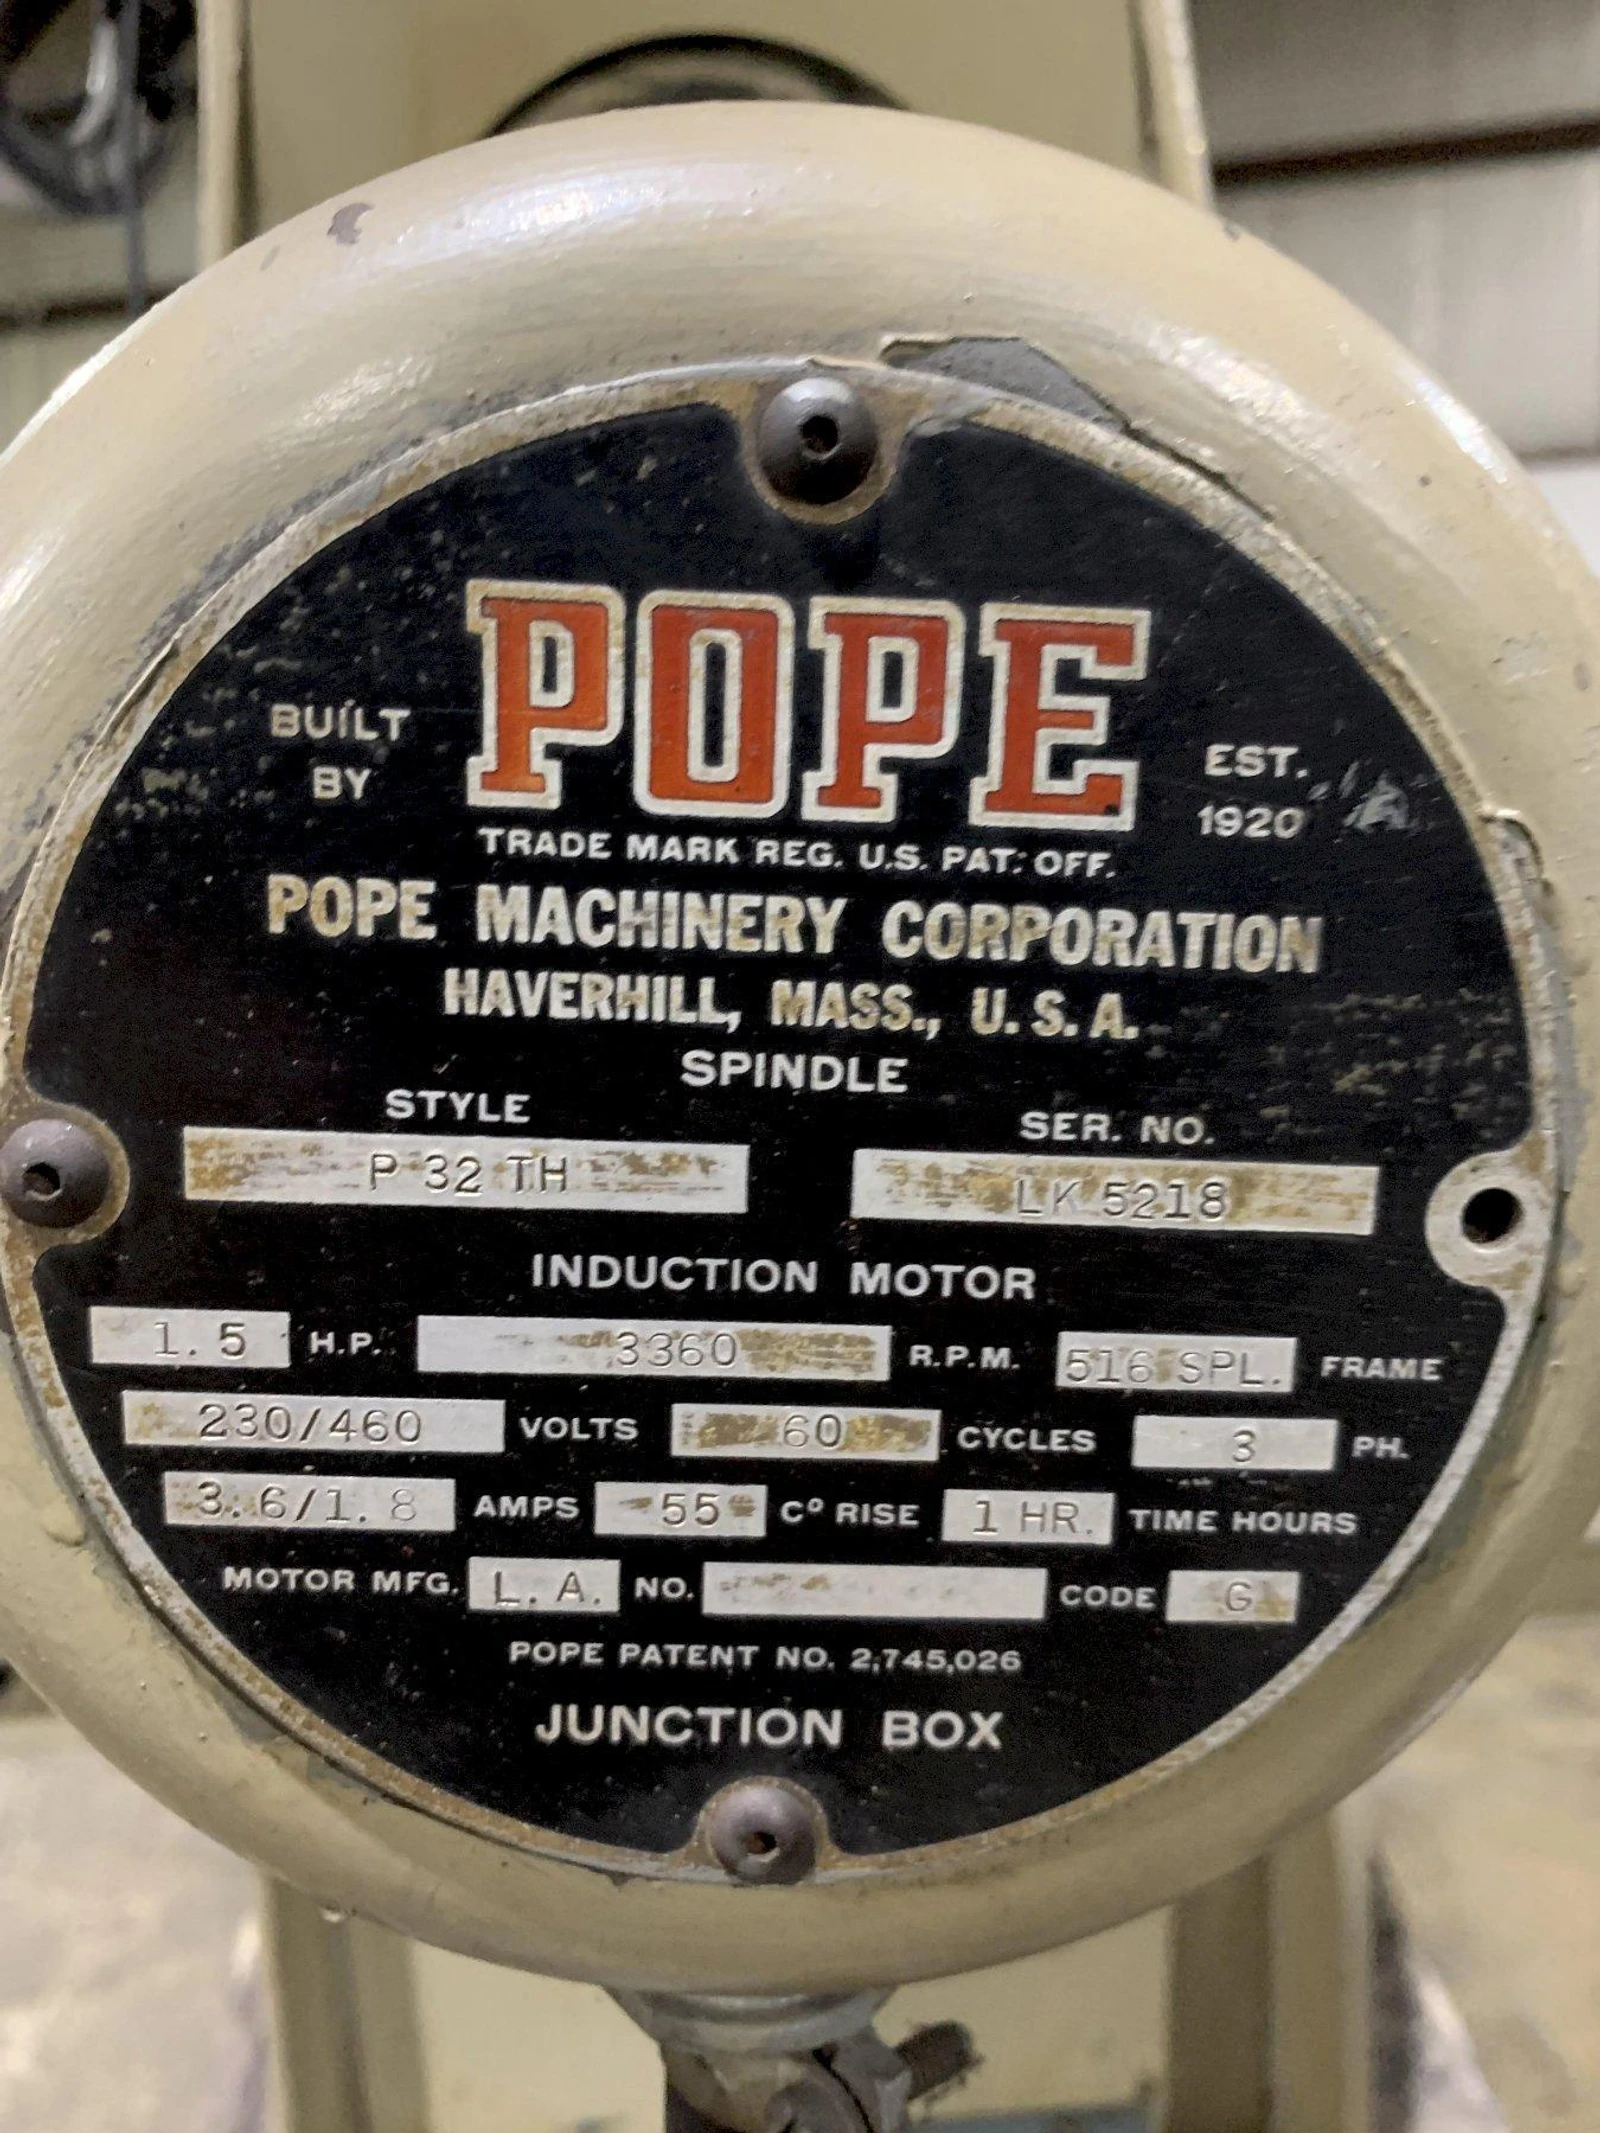 BUILT BY POPE EST. 1920
TRADE MARK REG. U.S. PAT. OFF.
POPE MACHINERY CORPORATION
HAVERHILL, MASS., U.S.A.
SPINDLE
STYLE SER. NO.
P 32 TH LK 5218
INDUCTION MOTOR
1.5 H.P. 3360 R.P.M. 516 SPL. FRAME
230/460 VOLTS 60 CYCLES 3 PH.
3.6/1.8 AMPS 55 C° RISE 1 HR. TIME HOURS
MOTOR MFG. L.A. NO. CODE G
POPE PATENT NO. 2,745,026
JUNCTION BOX